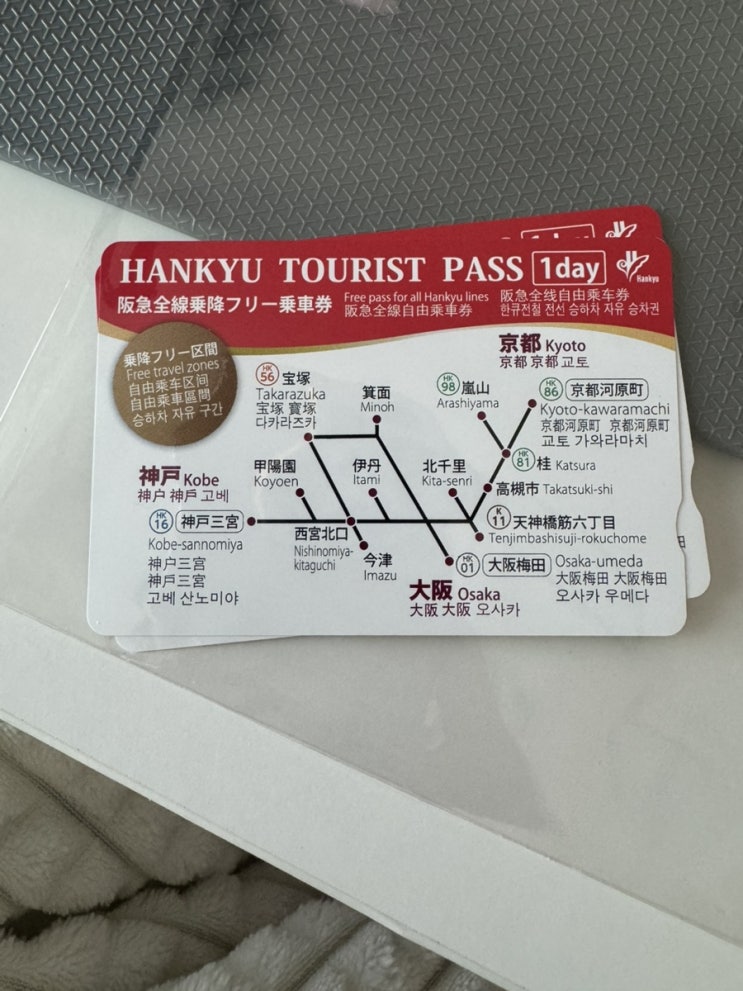 HANKYU TOURIST PASS 1day
Hankyu
阪急全線乗降フリー乗車券
Free pass for all Hankyu lines
阪急全線自由乗車券
阪急全线自由乘车券
한큐전철 전선 승하차 자유 승차권
乗降フリー区間
Free travel zones
自由乘车区间
自由乘車區間
승하차 자유 구간
京都 Kyoto
京都 京都 교토
HK 56 宝塚
Takarazuka
宝塚 寶塚
다카라즈카
箕面
Minoh
HK 98 嵐山
Arashiyama
HK 86 京都河原町
Kyoto-kawaramachi
京都河原町 京都河原町
교토 가와라마치
HK 81 桂 Katsura
神戸 Kobe
神户 神戶 고베
甲陽園
Koyoen
伊丹
Itami
北千里
Kita-senri
高槻市 Takatsuki-shi
HK 16 神戸三宮
Kobe-sannomiya
神户三宫
神戶三宮
고베 산노미야
西宮北口
Nishinomiya-
kitaguchi
今津
Imazu
K 11 天神橋筋六丁目
Tenjimbashisuji-rokuchome
HK 01 大阪梅田 Osaka-umeda
大阪梅田 大阪梅田
오사카 우메다
大阪 Osaka
大阪 大阪 오사카